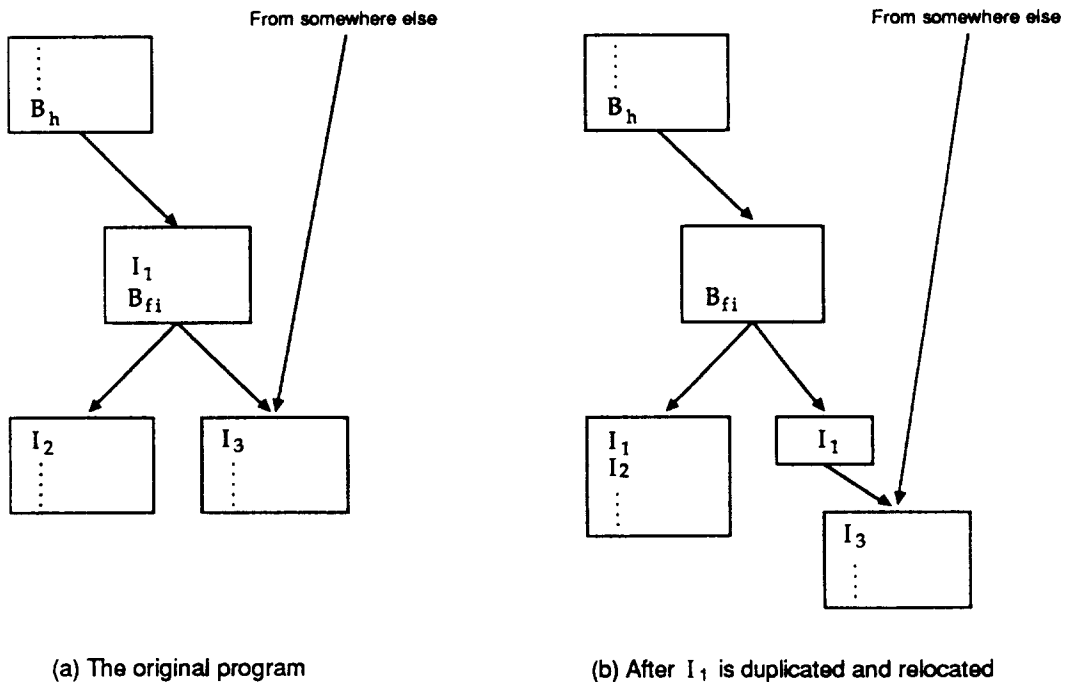 From somewhere else
B_h
I_1
B_fi
I_2
I_3
(a) The original program
From somewhere else
B_h
B_fi
I_1
I_2
I_1
I_3
(b) After I_1 is duplicated and relocated